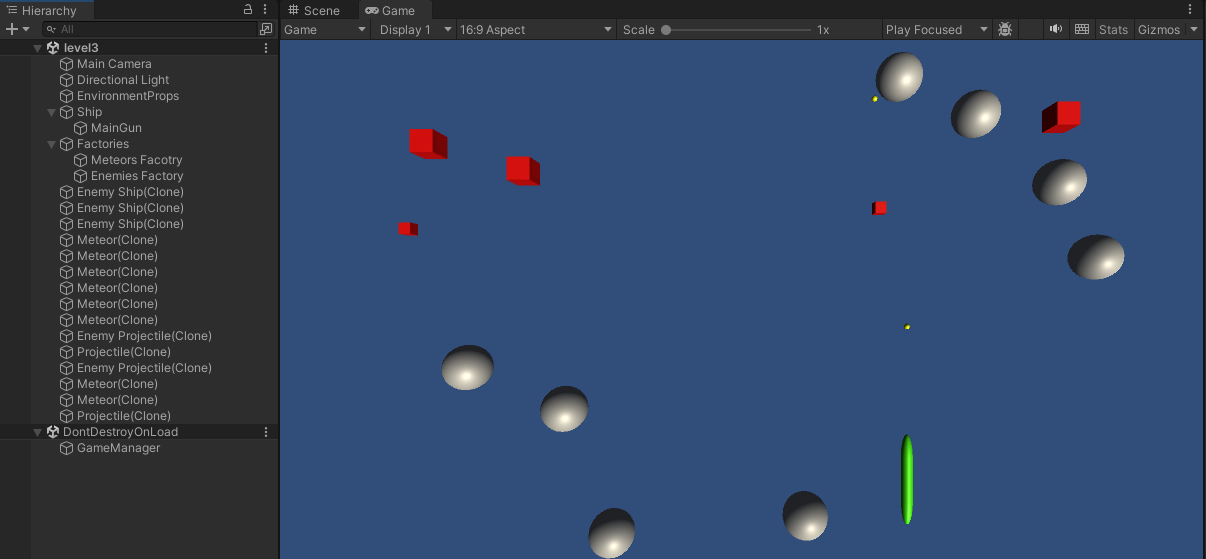 Hierarchy
All
level3
Main Camera
Directional Light
EnvironmentProps
Ship
MainGun
Factories
Meteors Facotry
Enemies Factory
Enemy Ship(Clone)
Enemy Ship(Clone)
Enemy Ship(Clone)
Meteor(Clone)
Meteor(Clone)
Meteor(Clone)
Meteor(Clone)
Meteor(Clone)
Meteor(Clone)
Enemy Projectile(Clone)
Projectile(Clone)
Enemy Projectile(Clone)
Meteor(Clone)
Meteor(Clone)
Projectile(Clone)
DontDestroyOnLoad
GameManager
Scene Game
Game Display 1 16:9 Aspect Scale 1x Play Focused Stats Gizmos